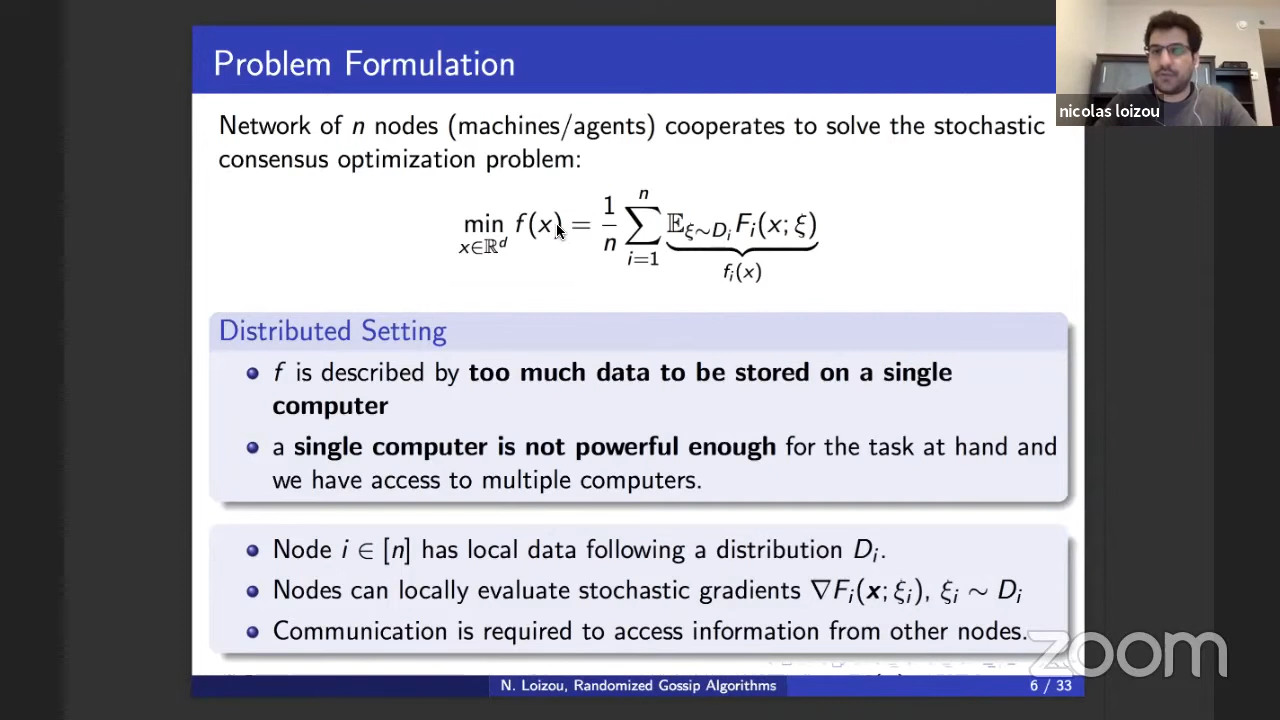 Problem Formulation
nicolas loizou
Network of n nodes (machines/agents) cooperates to solve the stochastic
consensus optimization problem:
min_{x∈ℝ^d} f(x) = \frac{1}{n} \sum_{i=1}^{n} \underbrace{𝔼_{ξ∼D_i} F_i(x; ξ)}_{f_i(x)}
Distributed Setting
f is described by too much data to be stored on a single
computer
a single computer is not powerful enough for the task at hand and
we have access to multiple computers.
Node i ∈ [n] has local data following a distribution D_i.
Nodes can locally evaluate stochastic gradients ∇F_i(x; ξ_i), ξ_i ∼ D_i
Communication is required to access information from other nodes.
zoom
N. Loizou, Randomized Gossip Algorithms 6 / 33